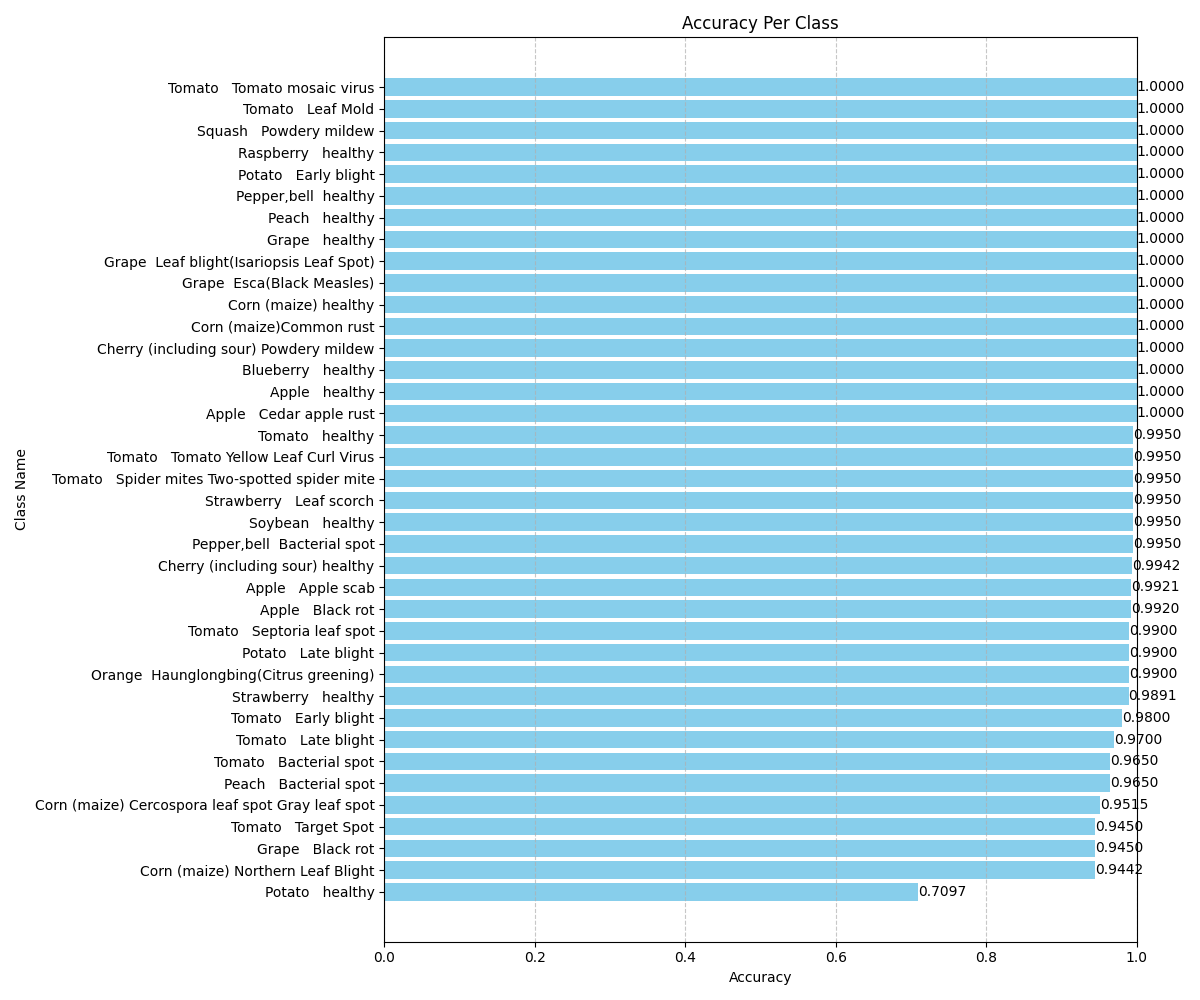 Accuracy Per Class
Tomato   Tomato mosaic virus 1.0000
Tomato   Leaf Mold 1.0000
Squash   Powdery mildew 1.0000
Raspberry   healthy 1.0000
Potato   Early blight 1.0000
Pepper,bell  healthy 1.0000
Peach   healthy 1.0000
Grape   healthy 1.0000
Grape  Leaf blight(Isariopsis Leaf Spot) 1.0000
Grape  Esca(Black Measles) 1.0000
Corn (maize) healthy 1.0000
Corn (maize)Common rust 1.0000
Cherry (including sour) Powdery mildew 1.0000
Blueberry   healthy 1.0000
Apple   healthy 1.0000
Apple   Cedar apple rust 1.0000
Tomato   healthy 0.9950
Tomato   Tomato Yellow Leaf Curl Virus 0.9950
Tomato   Spider mites Two-spotted spider mite 0.9950
Strawberry   Leaf scorch 0.9950
Soybean   healthy 0.9950
Pepper,bell  Bacterial spot 0.9950
Cherry (including sour) healthy 0.9942
Apple   Apple scab 0.9921
Apple   Black rot 0.9920
Tomato   Septoria leaf spot 0.9900
Potato   Late blight 0.9900
Orange  Haunglongbing(Citrus greening) 0.9900
Strawberry   healthy 0.9891
Tomato   Early blight 0.9800
Tomato   Late blight 0.9700
Tomato   Bacterial spot 0.9650
Peach   Bacterial spot 0.9650
Corn (maize) Cercospora leaf spot Gray leaf spot 0.9515
Tomato   Target Spot 0.9450
Grape   Black rot 0.9450
Corn (maize) Northern Leaf Blight 0.9442
Potato   healthy 0.7097
Class Name
0.0 0.2 0.4 0.6 0.8 1.0
Accuracy